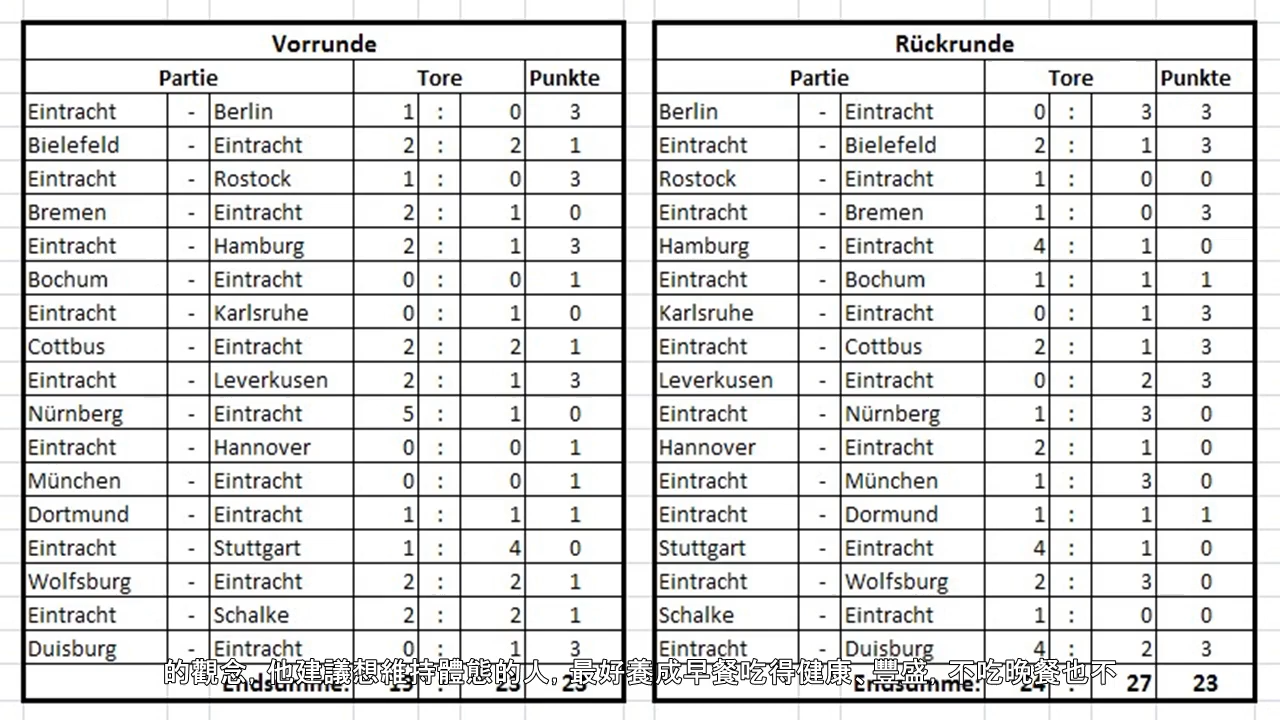 Vorrunde
Partie Tore Punkte
Eintracht - Berlin 1 : 0 3
Bielefeld - Eintracht 2 : 2 1
Eintracht - Rostock 1 : 0 3
Bremen - Eintracht 2 : 1 0
Eintracht - Hamburg 2 : 1 3
Bochum - Eintracht 0 : 0 1
Eintracht - Karlsruhe 0 : 1 0
Cottbus - Eintracht 2 : 2 1
Eintracht - Leverkusen 2 : 1 3
Nürnberg - Eintracht 5 : 1 0
Eintracht - Hannover 0 : 0 1
München - Eintracht 0 : 0 1
Dortmund - Eintracht 1 : 1 1
Eintracht - Stuttgart 1 : 4 0
Wolfsburg - Eintracht 2 : 2 1
Eintracht - Schalke 2 : 2 1
Duisburg - Eintracht 0 : 1 3
Endsumme: : 23 23
Rückrunde
Partie Tore Punkte
Berlin - Eintracht 0 : 3 3
Eintracht - Bielefeld 2 : 1 3
Rostock - Eintracht 1 : 0 0
Eintracht - Bremen 1 : 0 3
Hamburg - Eintracht 4 : 1 0
Eintracht - Bochum 1 : 1 1
Karlsruhe - Eintracht 0 : 1 3
Eintracht - Cottbus 2 : 1 3
Leverkusen - Eintracht 0 : 2 3
Eintracht - Nürnberg 1 : 3 0
Hannover - Eintracht 2 : 1 0
Eintracht - München 1 : 3 0
Eintracht - Dormund 1 : 1 1
Stuttgart - Eintracht 4 : 1 0
Eintracht - Wolfsburg 2 : 3 0
Schalke - Eintracht 1 : 0 0
Eintracht - Duisburg 4 : 2 3
Endsumme: 24 : 27 23
的觀念, 他建議想維持體態的人, 最好養成早餐吃得健康、豐盛, 不吃晚餐也不